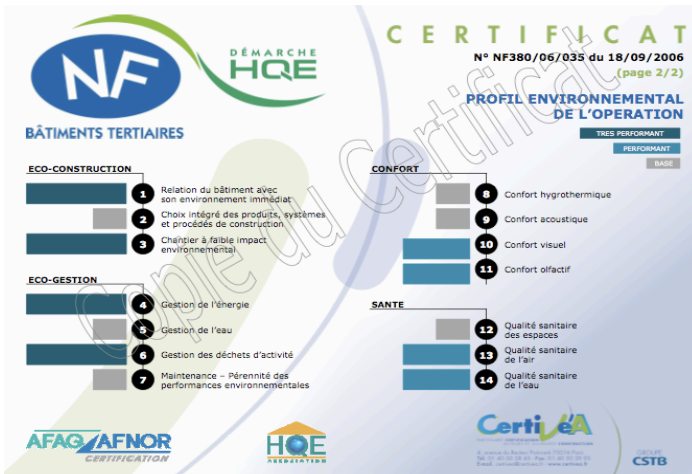 CERTIFICAT
NF
DÉMARCHE
HQE
N° NF380/06/035 du 18/09/2006
(page 2/2)
PROFIL ENVIRONNEMENTAL
DE L'OPERATION
BÂTIMENTS TERTIAIRES
TRES PERFORMANT
PERFORMANT
BASE
Copie du Certificat
ECO-CONSTRUCTION
1 Relation du bâtiment avec
son environnement immédiat
2 Choix intégré des produits, systèmes
et procédés de construction
3 Chantier à faible impact
environnemental
ECO-GESTION
4 Gestion de l'énergie
5 Gestion de l'eau
6 Gestion des déchets d'activité
7 Maintenance – Pérennité des
performances environnementales
CONFORT
8 Confort hygrothermique
9 Confort acoustique
10 Confort visuel
11 Confort olfactif
SANTE
12 Qualité sanitaire
des espaces
13 Qualité sanitaire
de l'air
14 Qualité sanitaire
de l'eau
AFAQ AFNOR
CERTIFICATION
HQE
ASSOCIATION
CertivéA
GROUPE
CSTB